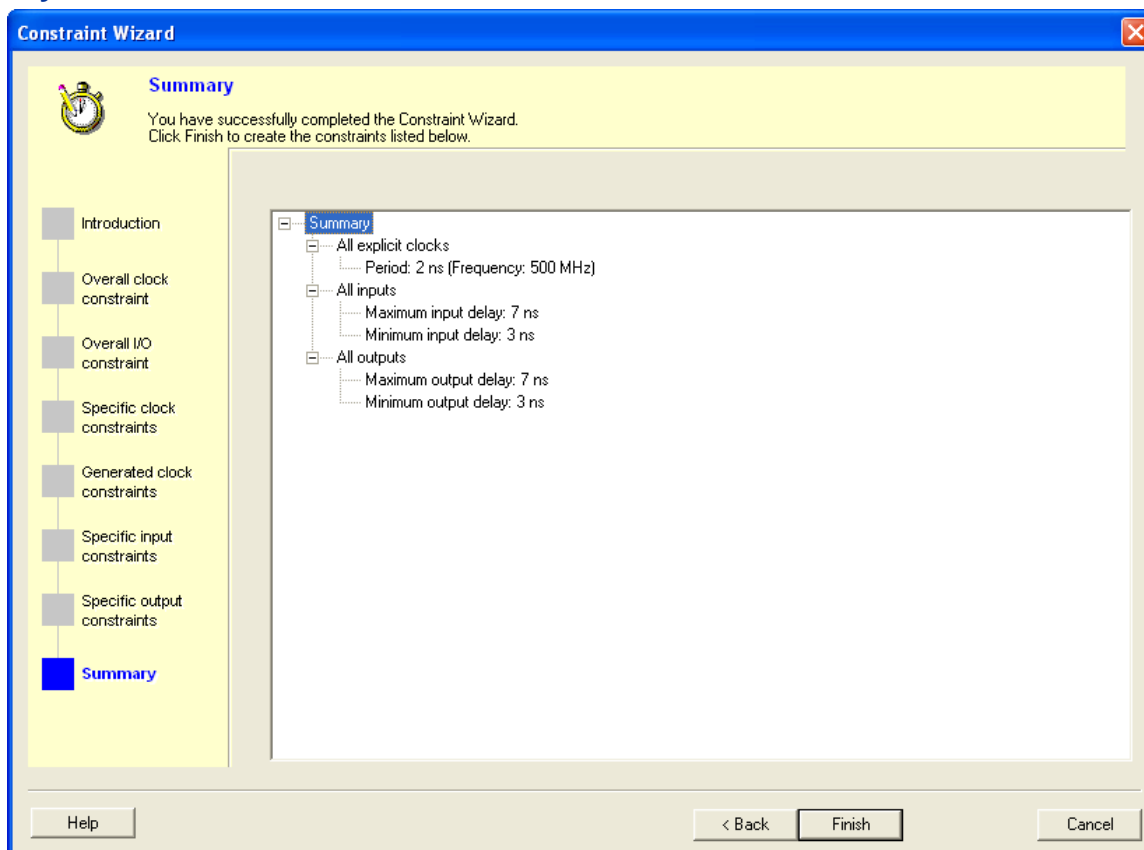 Constraint Wizard
Summary
You have successfully completed the Constraint Wizard.
Click Finish to create the constraints listed below.
Introduction
Overall clock
constraint
Overall I/O
constraint
Specific clock
constraints
Generated clock
constraints
Specific input
constraints
Specific output
constraints
Summary
Summary
All explicit clocks
Period: 2 ns (Frequency: 500 MHz)
All inputs
Maximum input delay: 7 ns
Minimum input delay: 3 ns
All outputs
Maximum output delay: 7 ns
Minimum output delay: 3 ns
Help
< Back
Finish
Cancel